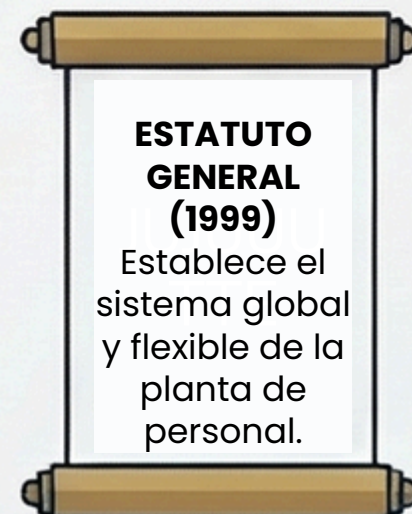 ESTATUTO
GENERAL
(1999)
Establece el
sistema global
y flexible de la
planta de
personal.